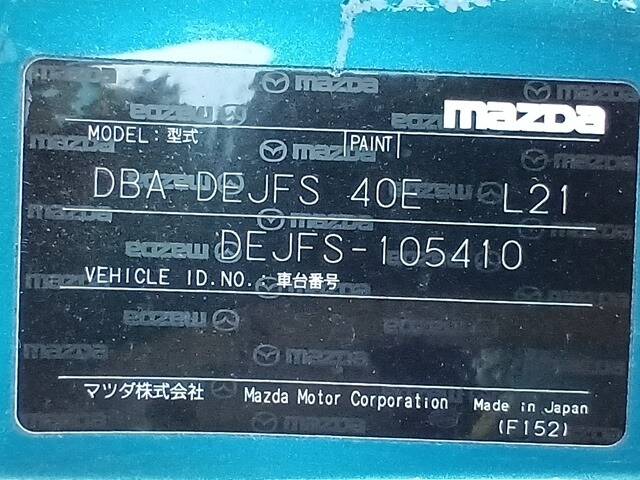 mazda
MODEL: 型式 PAINT
DBA-DEJFS 40E L21
DEJFS-105410
VEHICLE ID.NO.: 車台番号
マツダ株式会社 Mazda Motor Corporation Made in Japan
(F152)